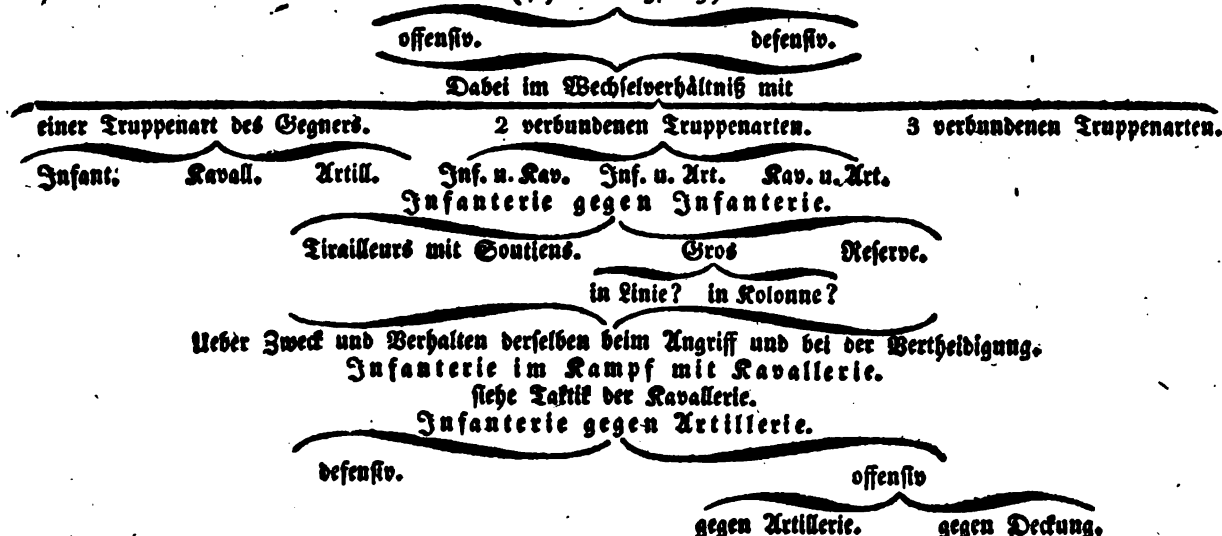 offensiv. defensiv.
Dabei im Wechselverhältniß mit
einer Truppenart des Gegners. 2 verbundenen Truppenarten. 3 verbundenen Truppenarten.
Infant. Kavall. Artill. Inf. u. Kav. Inf. u. Art. Kav. u. Art.
Infanterie gegen Infanterie.
Tirailleurs mit Soutiens. Gros Reserve.
in Linie? in Kolonne?
Ueber Zweck und Verhalten derselben beim Angriff und bei der Vertheidigung.
Infanterie im Kampf mit Kavallerie.
siehe Taktik der Kavallerie.
Infanterie gegen Artillerie.
defensiv. offensiv
gegen Artillerie. gegen Deckung.